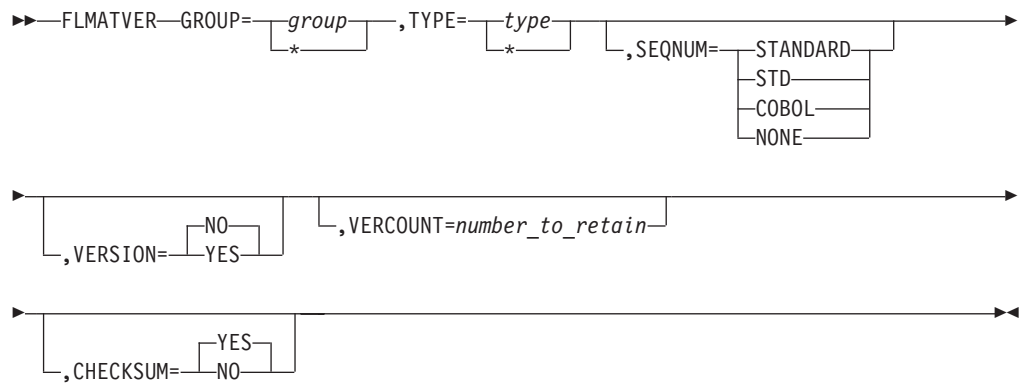 FLMATVER GROUP= group ,TYPE= type
* *
,SEQNUM= STANDARD
STD
COBOL
NONE
NO
,VERSION= YES ,VERCOUNT=number_to_retain
YES
,CHECKSUM= NO